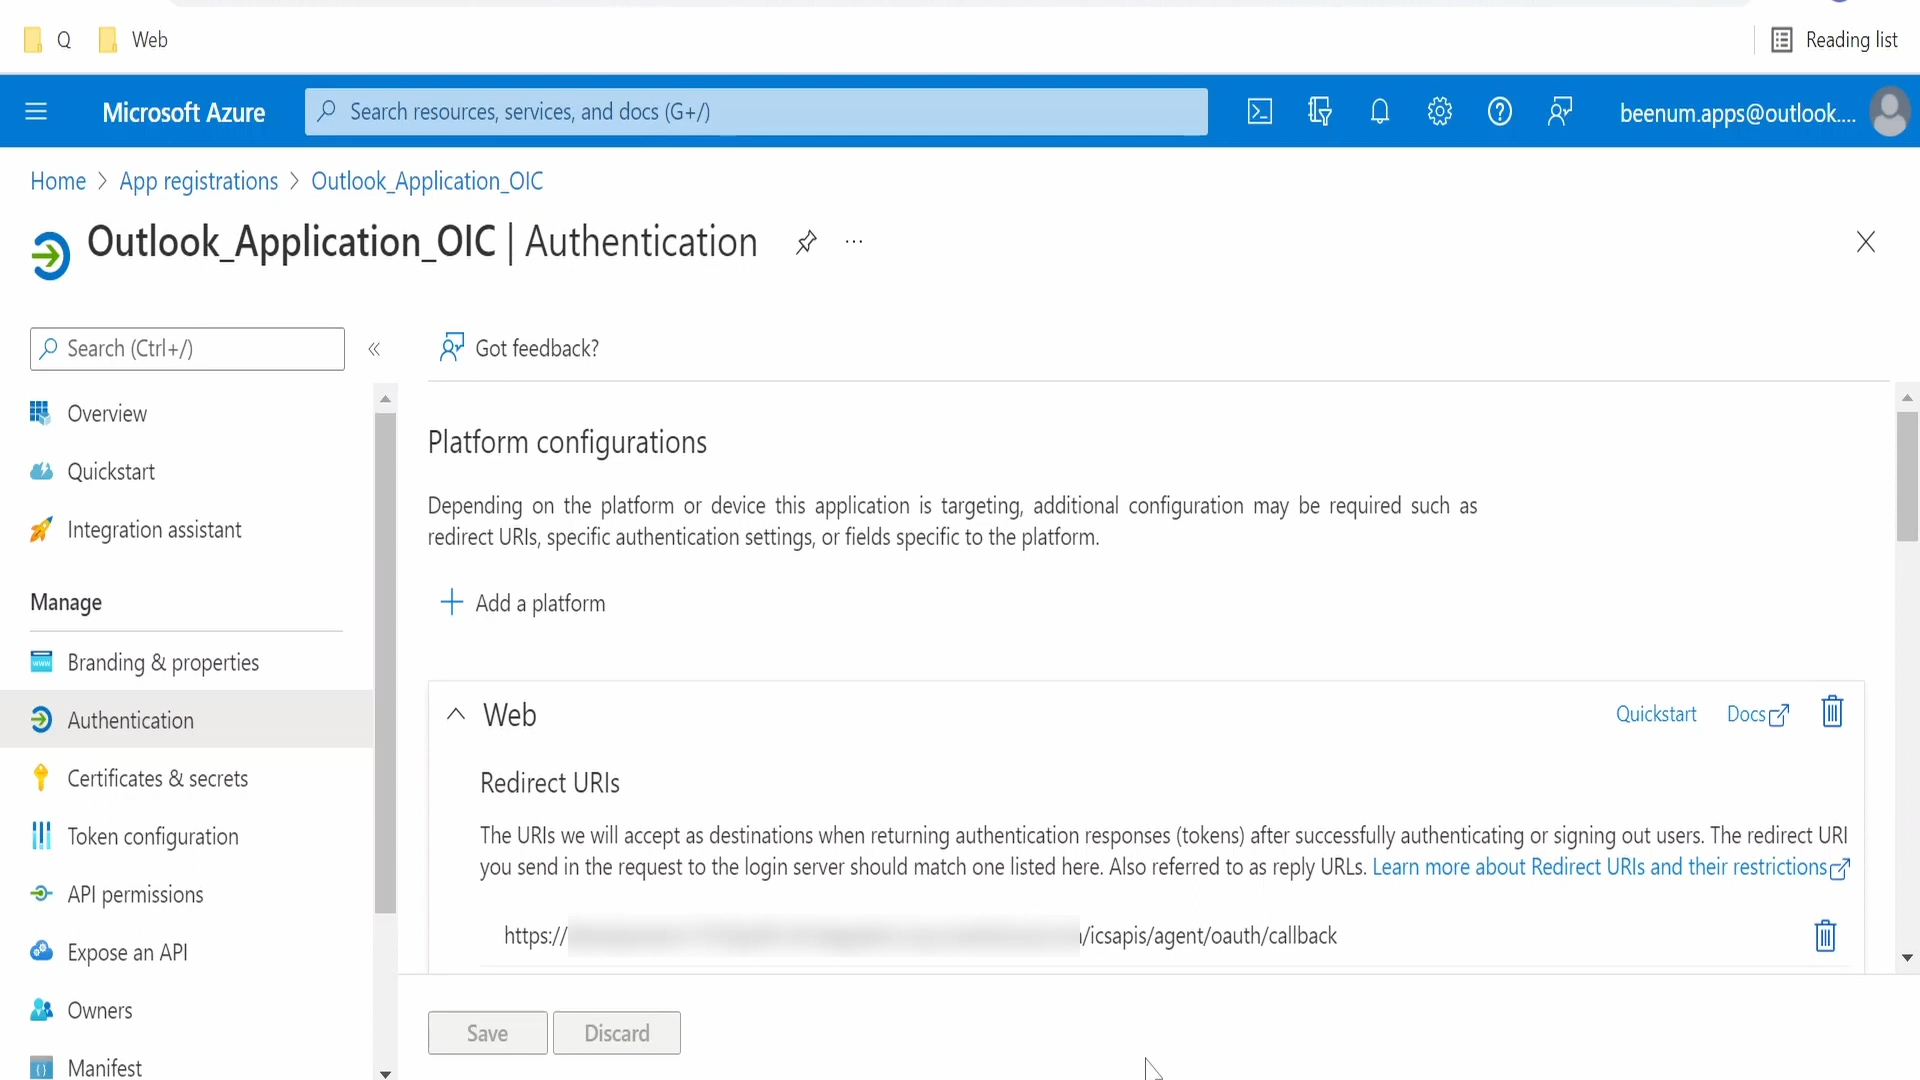 Q Web Reading list
Microsoft Azure Search resources, services, and docs (G+/) beenum.apps@outlook....
Home > App registrations > Outlook_Application_OIC
Outlook_Application_OIC | Authentication ...
Search (Ctrl+/) «
Got feedback?
Overview
Quickstart
Integration assistant
Manage
Branding & properties
Authentication
Certificates & secrets
Token configuration
API permissions
Expose an API
Owners
Manifest
Platform configurations
Depending on the platform or device this application is targeting, additional configuration may be required such as
redirect URIs, specific authentication settings, or fields specific to the platform.
+ Add a platform
Web Quickstart Docs
Redirect URIs
The URIs we will accept as destinations when returning authentication responses (tokens) after successfully authenticating or signing out users. The redirect URI
you send in the request to the login server should match one listed here. Also referred to as reply URLs. Learn more about Redirect URIs and their restrictions
https:// /icsapis/agent/oauth/callback
Save Discard